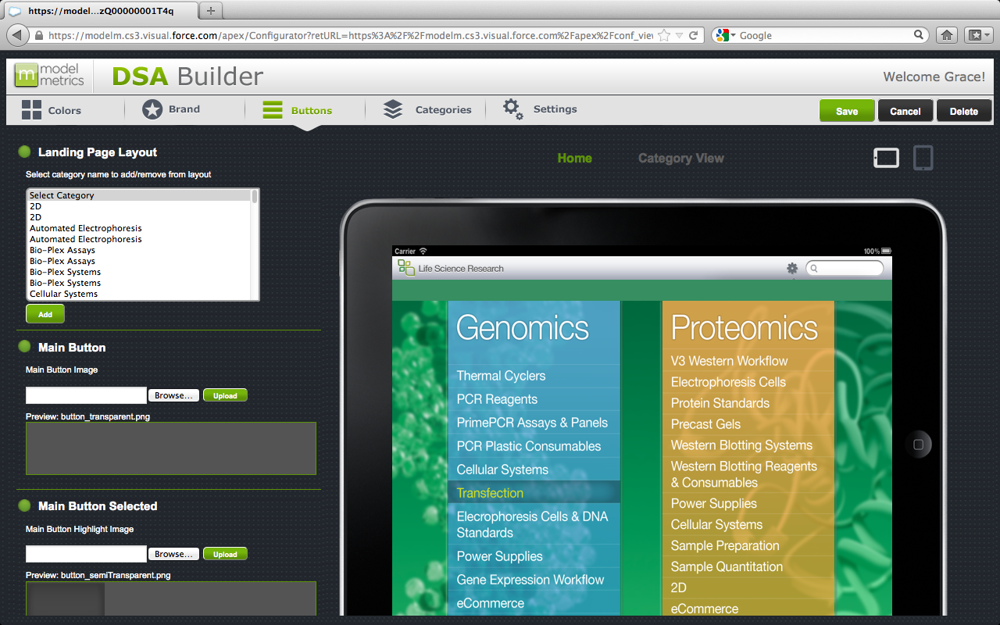 https://model...zQ00000001T4q
https://modelm.cs3.visual.force.com/apex/Configurator?retURL=https%3A%2F%2Fmodelm.cs3.visual.force.com%2Fapex%2Fconf_viev
Google
m model metrics
DSA Builder
Welcome Grace!
Colors
Brand
Buttons
Categories
Settings
Save
Cancel
Delete
Landing Page Layout
Select category name to add/remove from layout
Select Category
2D
2D
Automated Electrophoresis
Automated Electrophoresis
Bio-Plex Assays
Bio-Plex Assays
Bio-Plex Systems
Bio-Plex Systems
Cellular Systems
Add
Main Button
Main Button Image
Browse...
Upload
Preview: button_transparent.png
Main Button Selected
Main Button Highlight Image
Browse...
Upload
Preview: button_semiTransparent.png
Home
Category View
Carrier
100%
Life Science Research
Genomics
Thermal Cyclers
PCR Reagents
PrimePCR Assays & Panels
PCR Plastic Consumables
Cellular Systems
Transfection
Elecrophoresis Cells & DNA
Standards
Power Supplies
Gene Expression Workflow
eCommerce
Proteomics
V3 Western Workflow
Electrophoresis Cells
Protein Standards
Precast Gels
Western Blotting Systems
Western Blotting Reagents
& Consumables
Power Supplies
Cellular Systems
Sample Preparation
Sample Quantitation
2D
eCommerce